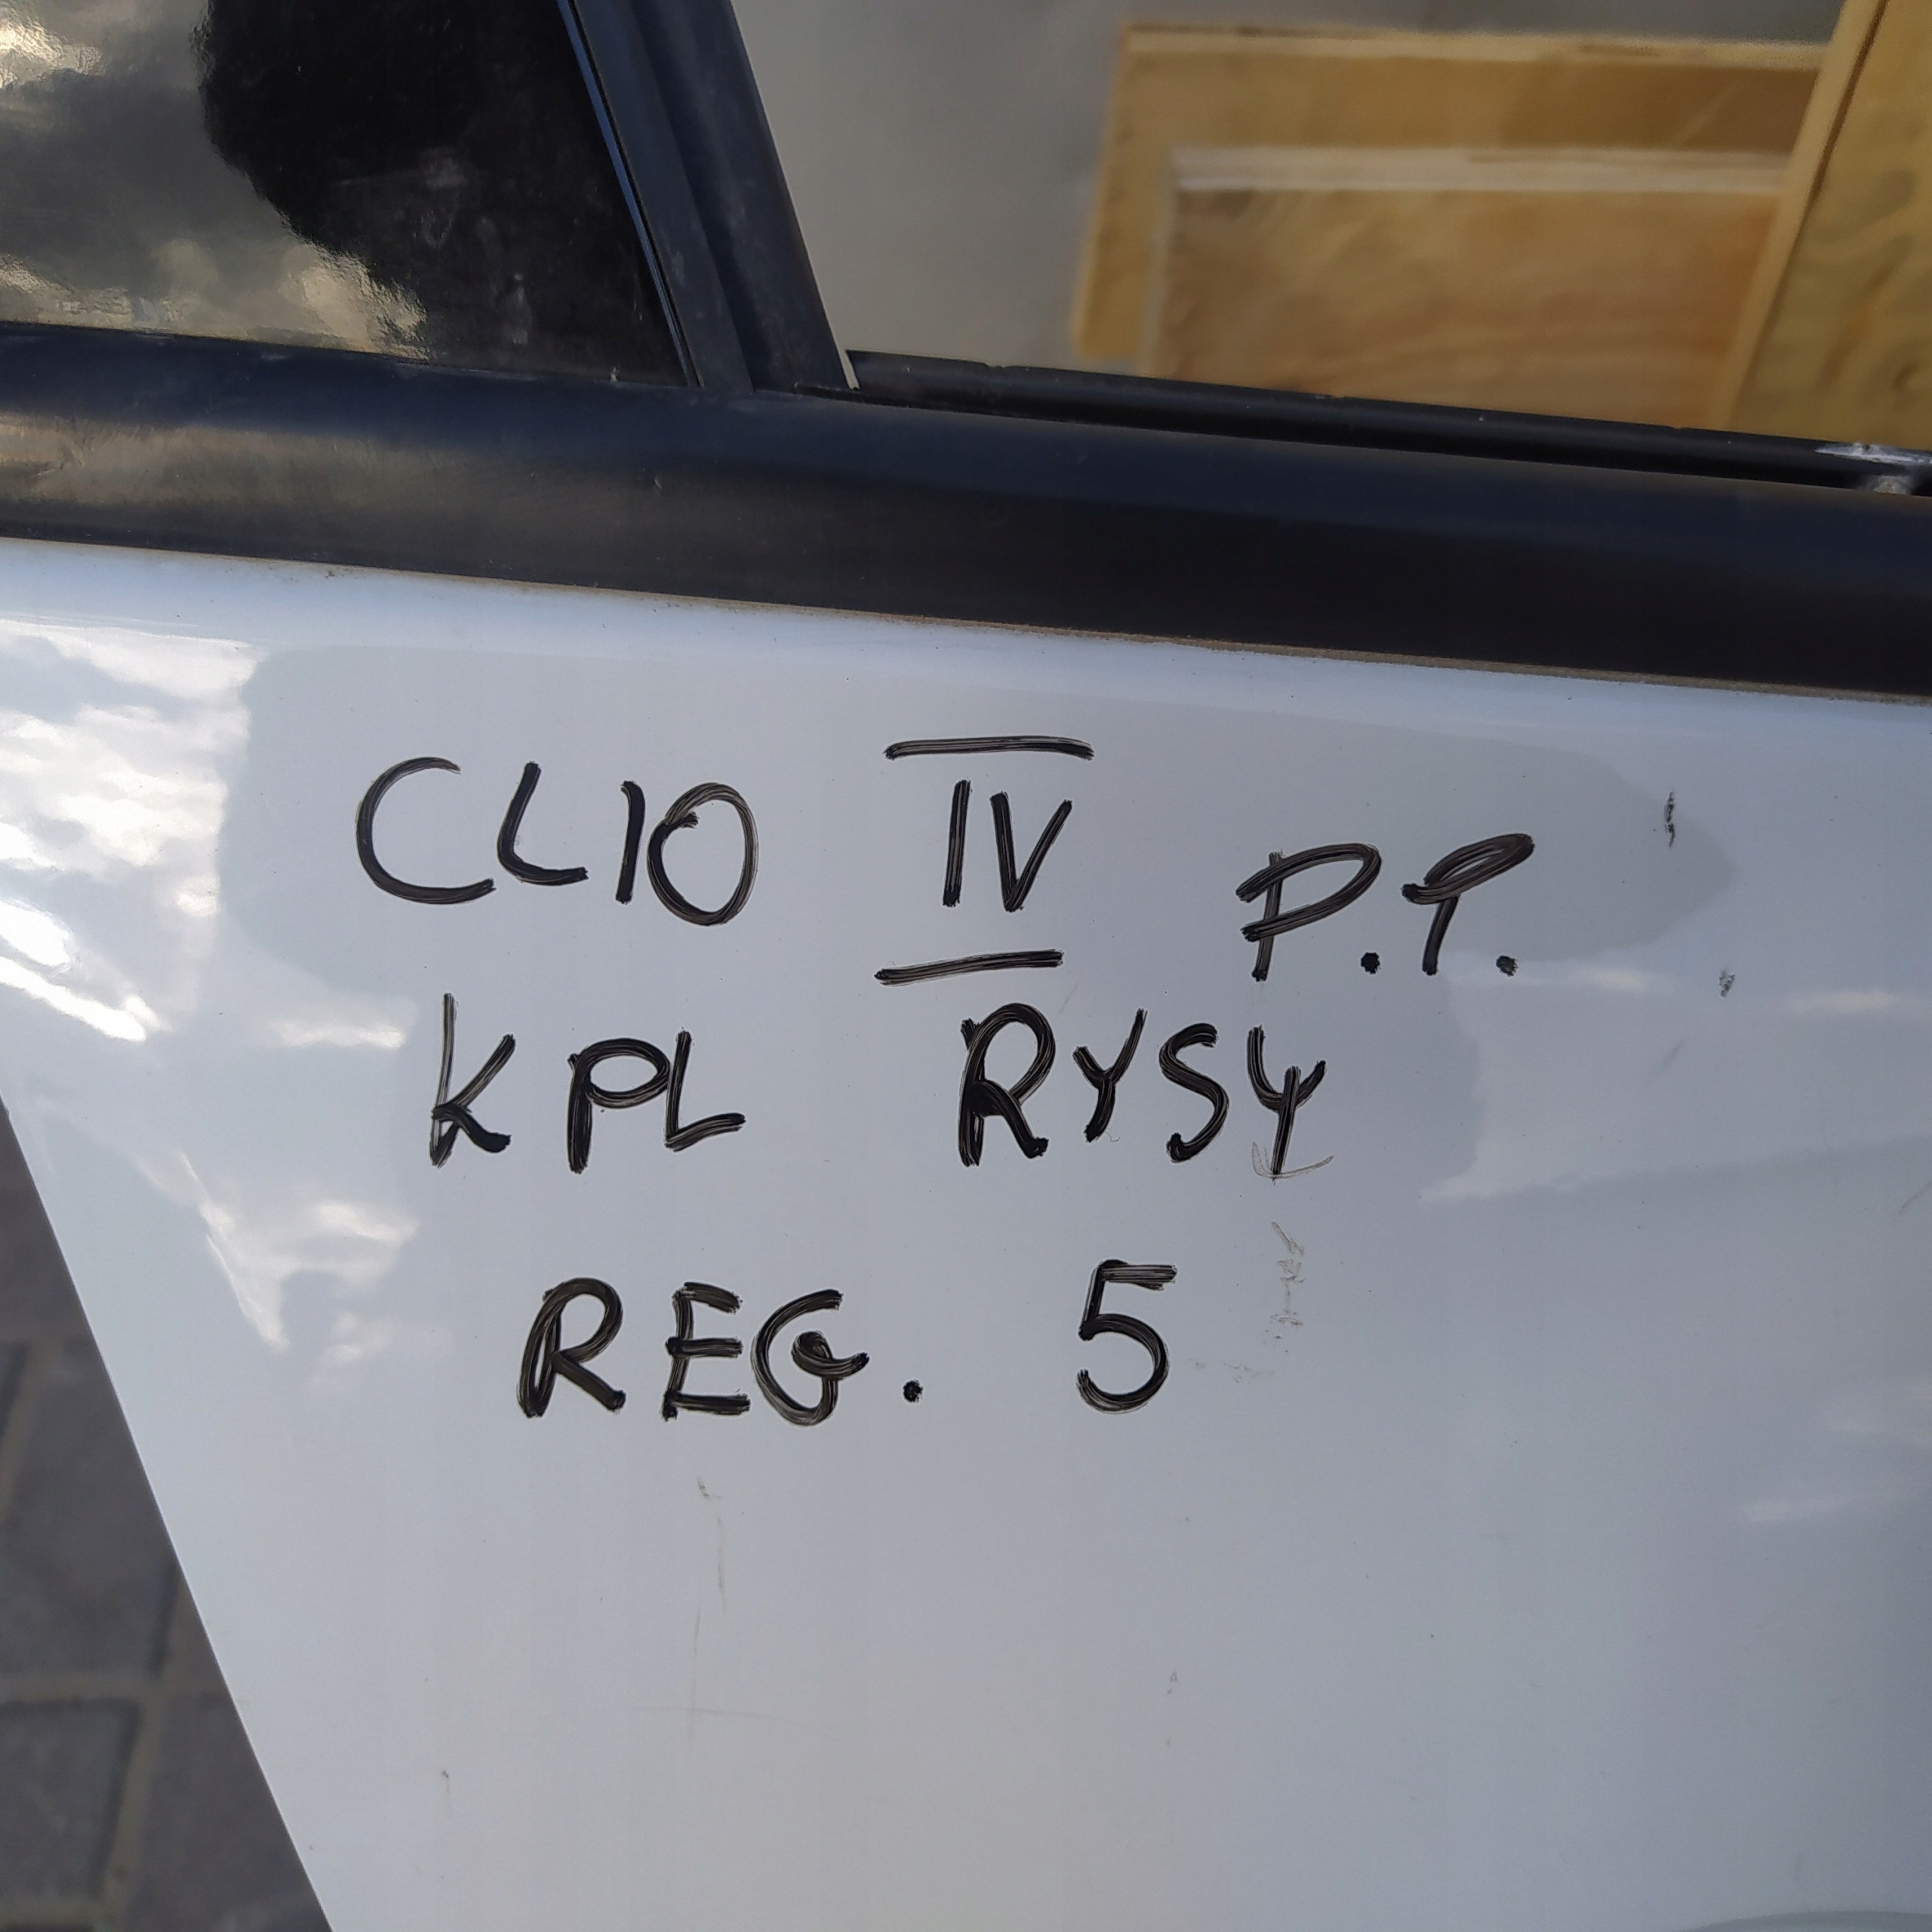 CLIO IV P.P.
KPL RYSY
REG. 5